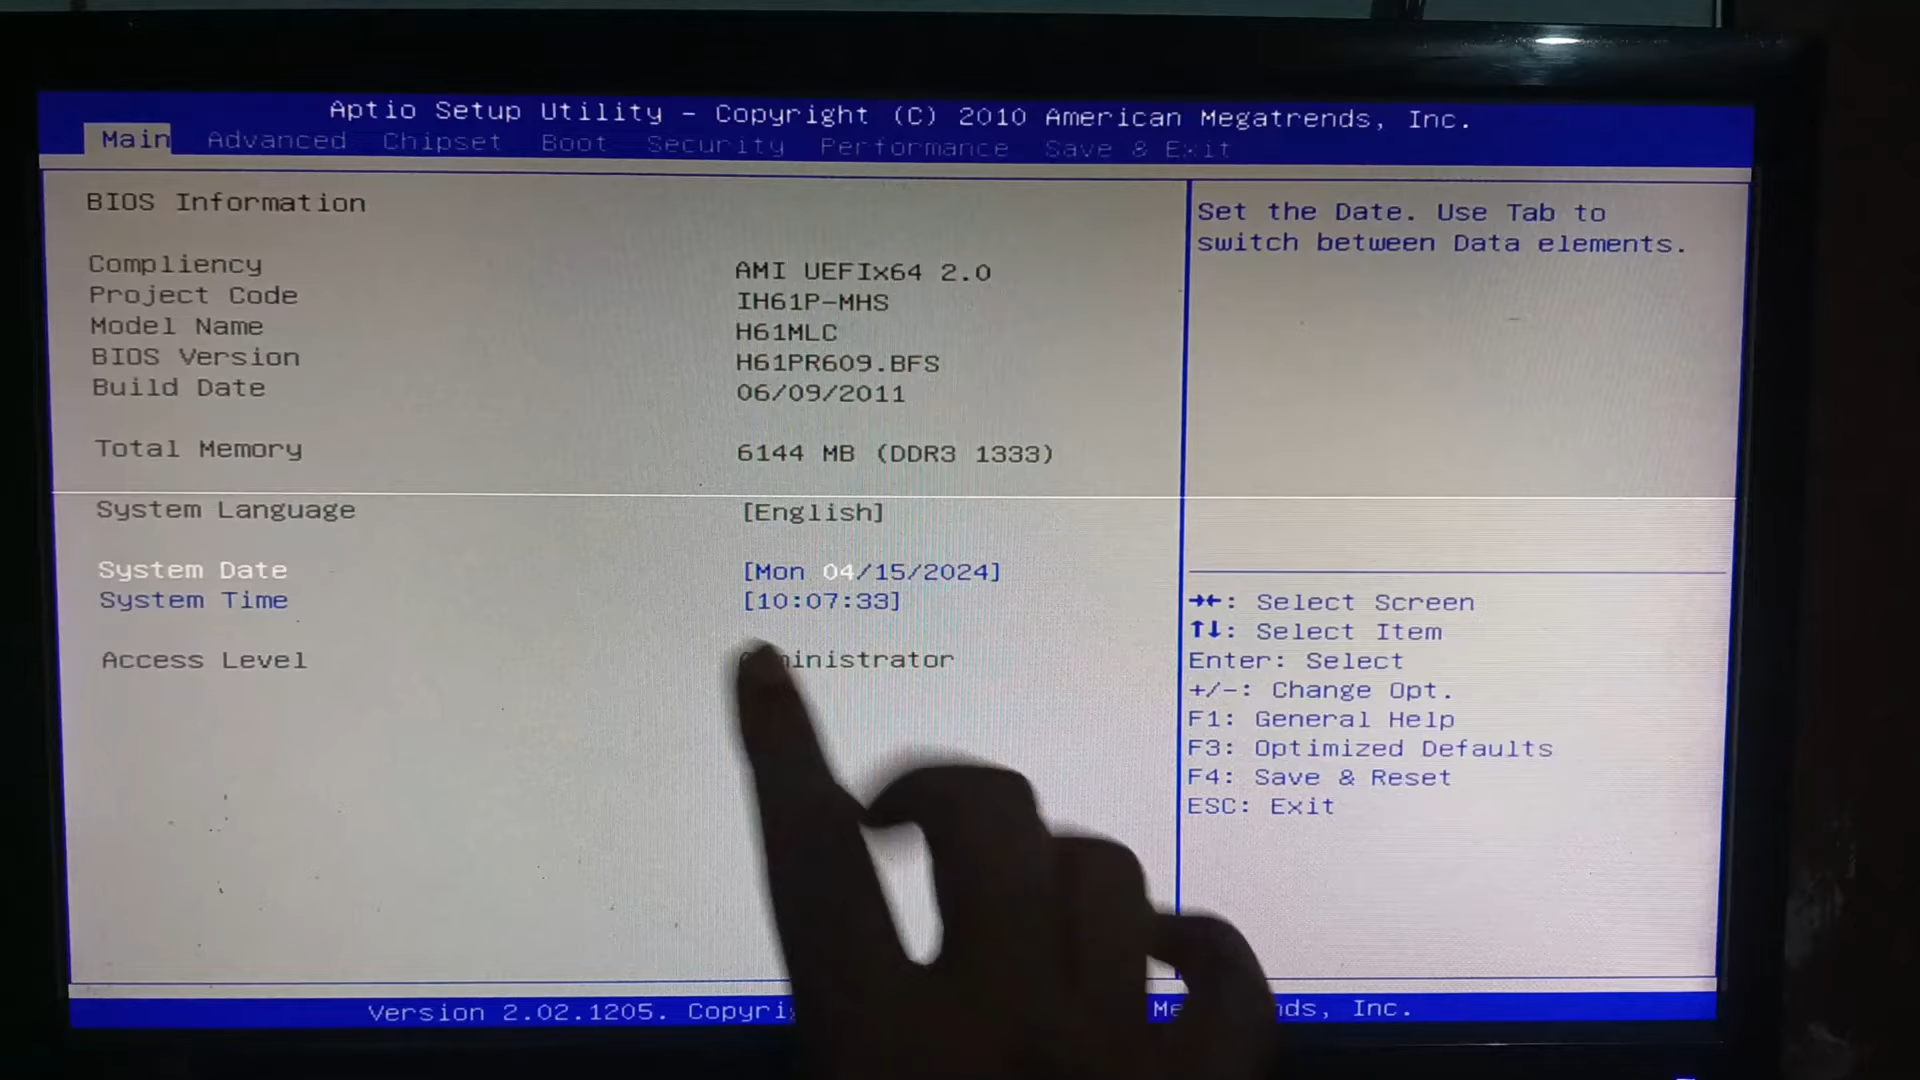 Aptio Setup Utility - Copyright (C) 2010 American Megatrends, Inc.
Main Advanced Chipset Boot Security Performance Save & Exit
BIOS Information
Compliency AMI UEFIx64 2.0
Project Code IH61P-MHS
Model Name H61MLC
BIOS Version H61PR609.BFS
Build Date 06/09/2011
Total Memory 6144 MB (DDR3 1333)
System Language [English]
System Date [Mon 04/15/2024]
System Time [10:07:33]
Access Level
Set the Date. Use Tab to
switch between Data elements.
→←: Select Screen
↑↓: Select Item
Enter: Select
+/-: Change Opt.
F1: General Help
F3: Optimized Defaults
F4: Save & Reset
ESC: Exit
Version 2.02.1205. Inc.